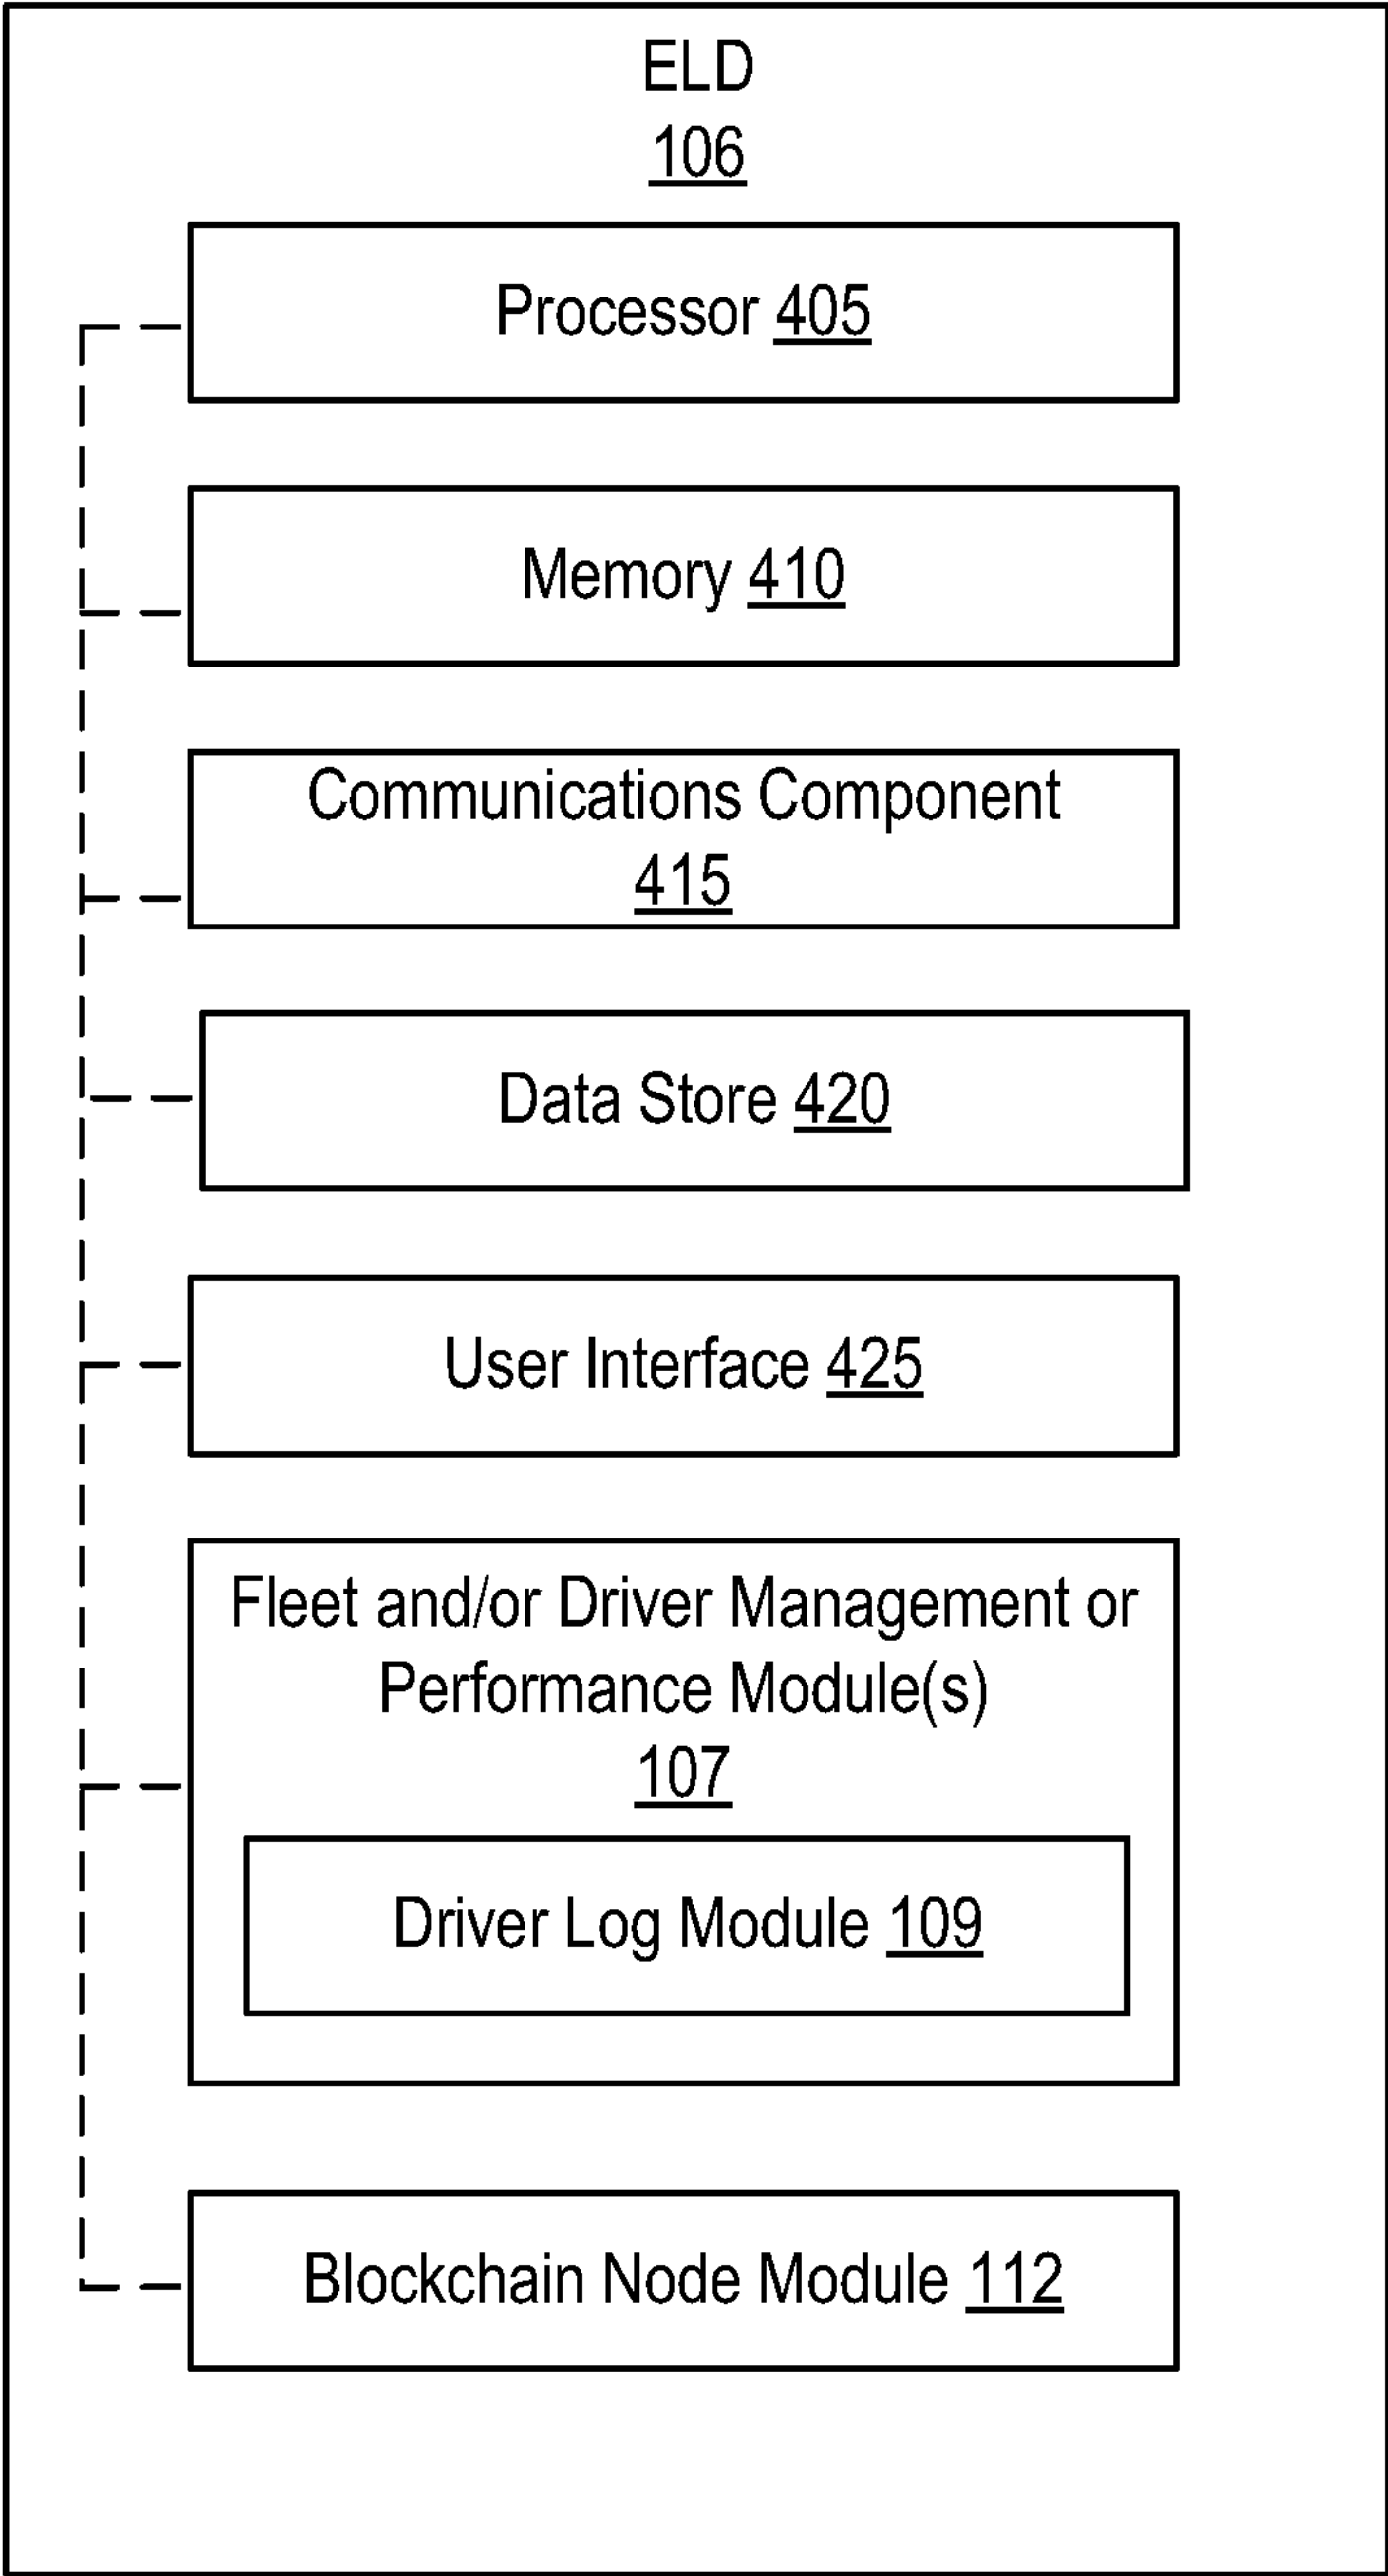 ELD
106
Processor 405
Memory 410
Communications Component
415
Data Store 420
User Interface 425
Fleet and/or Driver Management or
Performance Module(s)
107
Driver Log Module 109
Blockchain Node Module 112